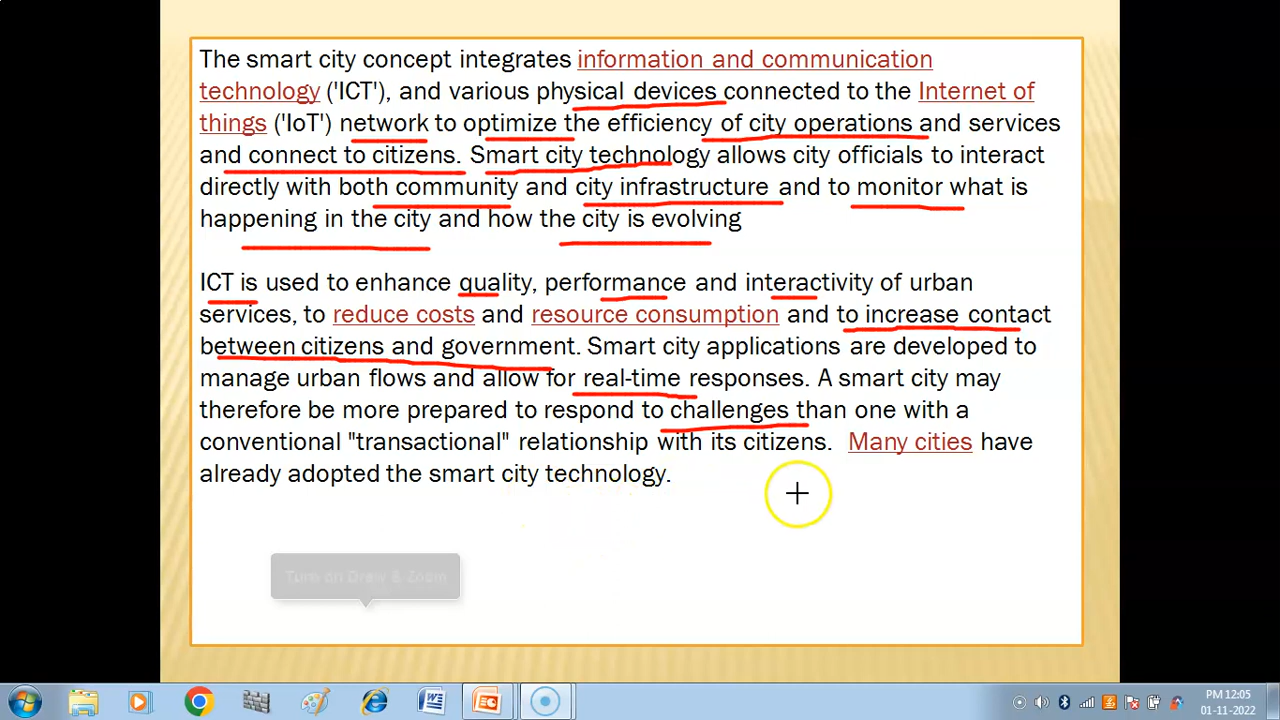 The smart city concept integrates information and communication
technology ('ICT'), and various physical devices connected to the Internet of
things ('IoT') network to optimize the efficiency of city operations and services
and connect to citizens. Smart city technology allows city officials to interact
directly with both community and city infrastructure and to monitor what is
happening in the city and how the city is evolving
ICT is used to enhance quality, performance and interactivity of urban
services, to reduce costs and resource consumption and to increase contact
between citizens and government. Smart city applications are developed to
manage urban flows and allow for real-time responses. A smart city may
therefore be more prepared to respond to challenges than one with a
conventional "transactional" relationship with its citizens. Many cities have
already adopted the smart city technology.
Turn on Draw & Zoom
PM 12:05
01-11-2022